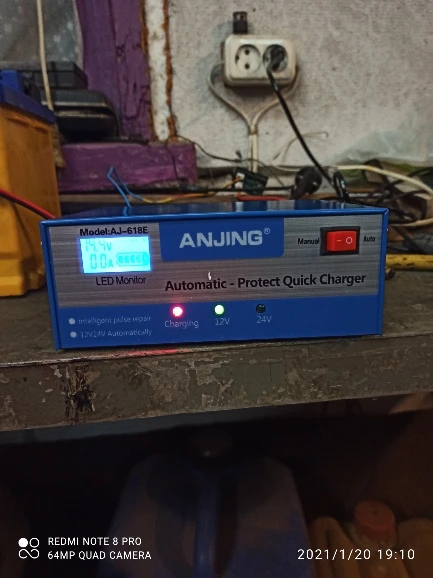 Model:AJ-618E
14.4V
0.0A
LED Monitor
ANJING®
Manual
Auto
Automatic - Protect Quick Charger
Intelligent pulse repair
12V24V Automatically
Charging
12V
24V
REDMI NOTE 8 PRO
64MP QUAD CAMERA
2021/1/20 19:10